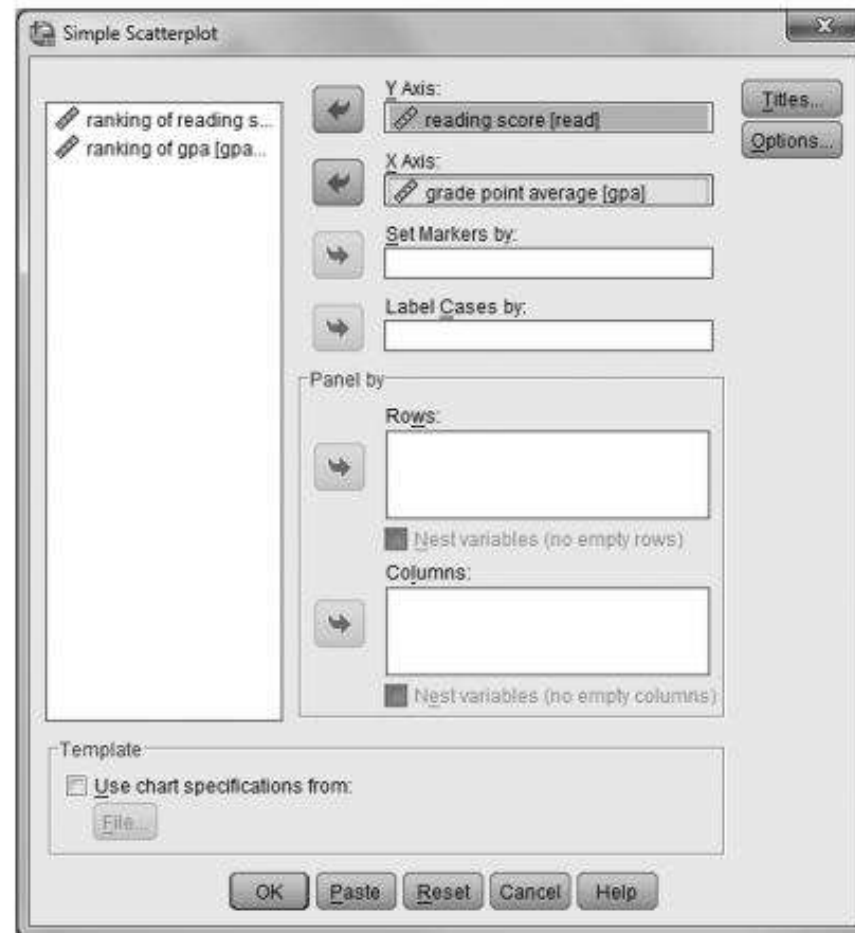 Simple Scatterplot
ranking of reading s...
ranking of gpa [gpa...
Y Axis:
reading score [read]
X Axis:
grade point average [gpa]
Set Markers by:
Label Cases by:
Panel by
Rows:
Nest variables (no empty rows)
Columns:
Nest variables (no empty columns)
Titles...
Options...
Template
Use chart specifications from:
File...
OK Paste Reset Cancel Help